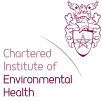 Chartered
Institute of
Environmental
Health